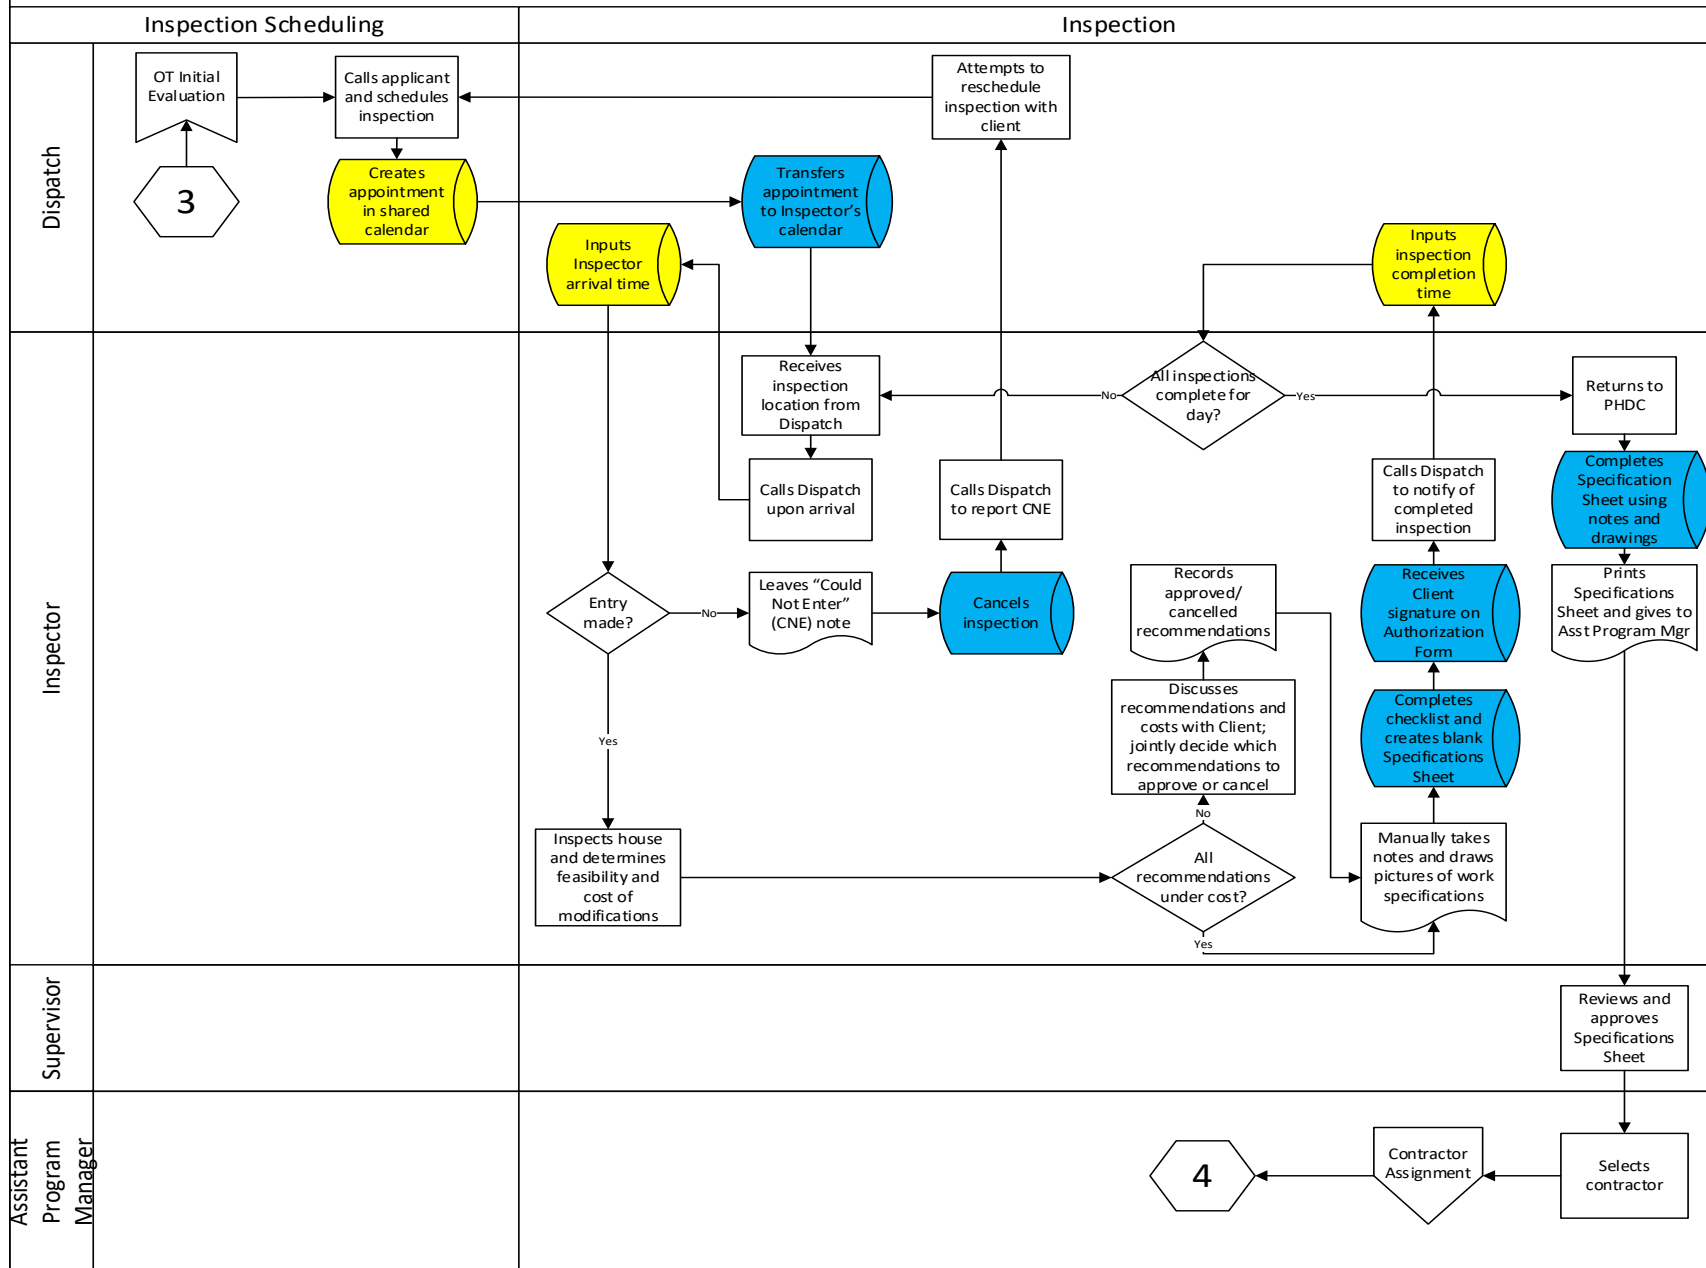 Inspection Scheduling
Inspection
Dispatch
OT Initial
Evaluation
3
Calls applicant
and schedules
inspection
Creates
appointment
in shared
calendar
Attempts to
reschedule
inspection with
client
Transfers
appointment
to Inspector's
calendar
Inputs
Inspector
arrival time
Inputs
inspection
completion
time
Inspector
Receives
inspection
location from
Dispatch
No
All inspections
complete for
day?
Yes
Returns to
PHDC
Calls Dispatch
upon arrival
Calls Dispatch
to report CNE
Calls Dispatch
to notify of
completed
inspection
Completes
Specification
Sheet using
notes and
drawings
Entry
made?
No
Leaves “Could
Not Enter”
(CNE) note
Cancels
inspection
Records
approved/
cancelled
recommendations
Receives
Client
signature on
Authorization
Form
Prints
Specifications
Sheet and gives to
Asst Program Mgr
Yes
Discusses
recommendations and
costs with Client;
jointly decide which
recommendations to
approve or cancel
Completes
checklist and
creates blank
Specifications
Sheet
No
Inspects house
and determines
feasibility and
cost of
modifications
All
recommendations
under cost?
Yes
Manually takes
notes and draws
pictures of work
specifications
Supervisor
Reviews and
approves
Specifications
Sheet
Assistant
Program
Manager
4
Contractor
Assignment
Selects
contractor